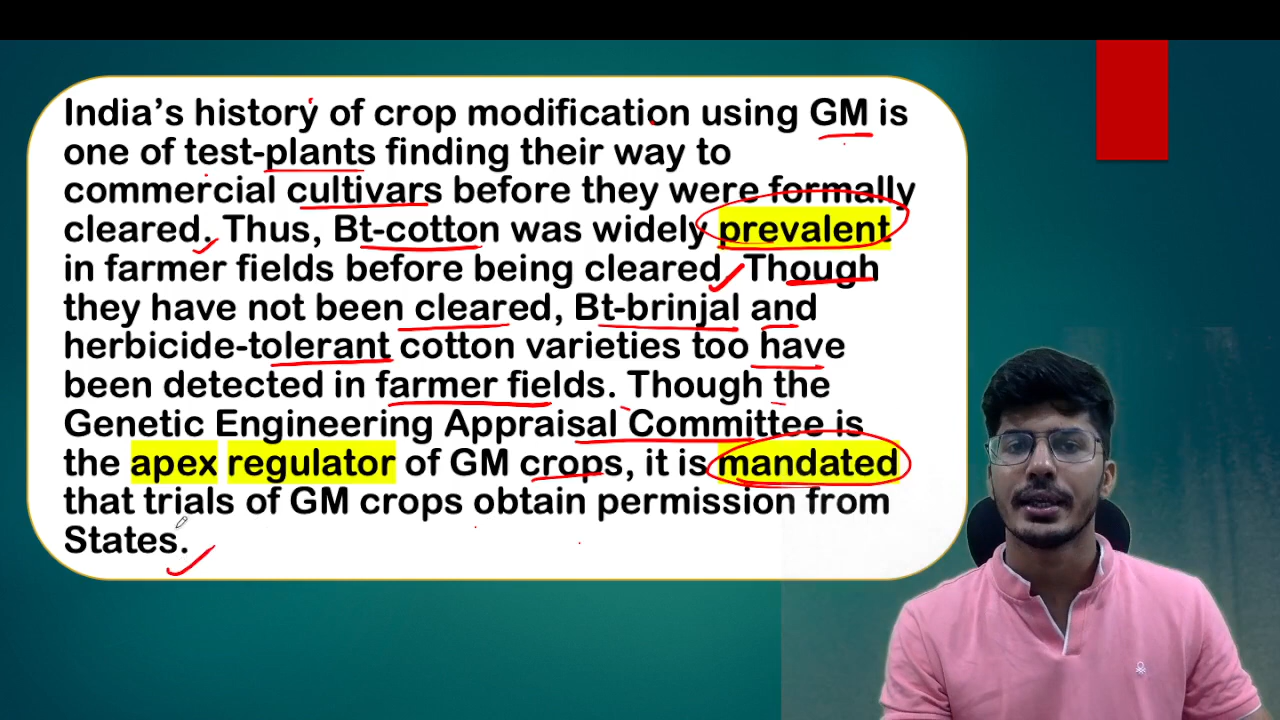 India's history of crop modification using GM is
one of test-plants finding their way to
commercial cultivars before they were formally
cleared. Thus, Bt-cotton was widely prevalent
in farmer fields before being cleared. Though
they have not been cleared, Bt-brinjal and
herbicide-tolerant cotton varieties too have
been detected in farmer fields. Though the
Genetic Engineering Appraisal Committee is
the apex regulator of GM crops, it is mandated
that trials of GM crops obtain permission from
States.